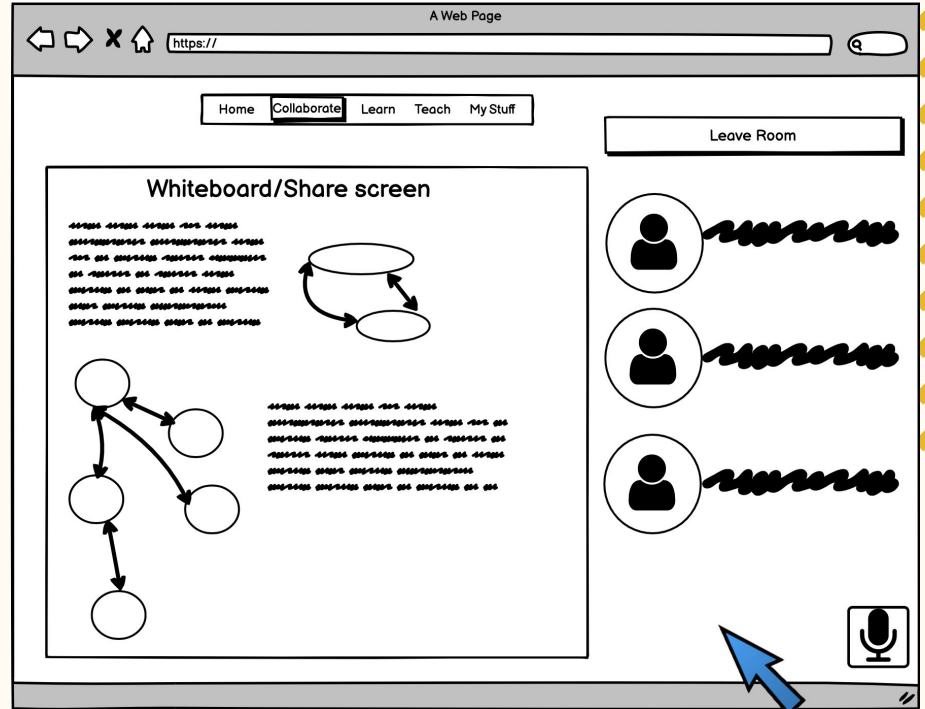 A Web Page
https://
Home Collaborate Learn Teach My Stuff
Leave Room
Whiteboard/Share screen